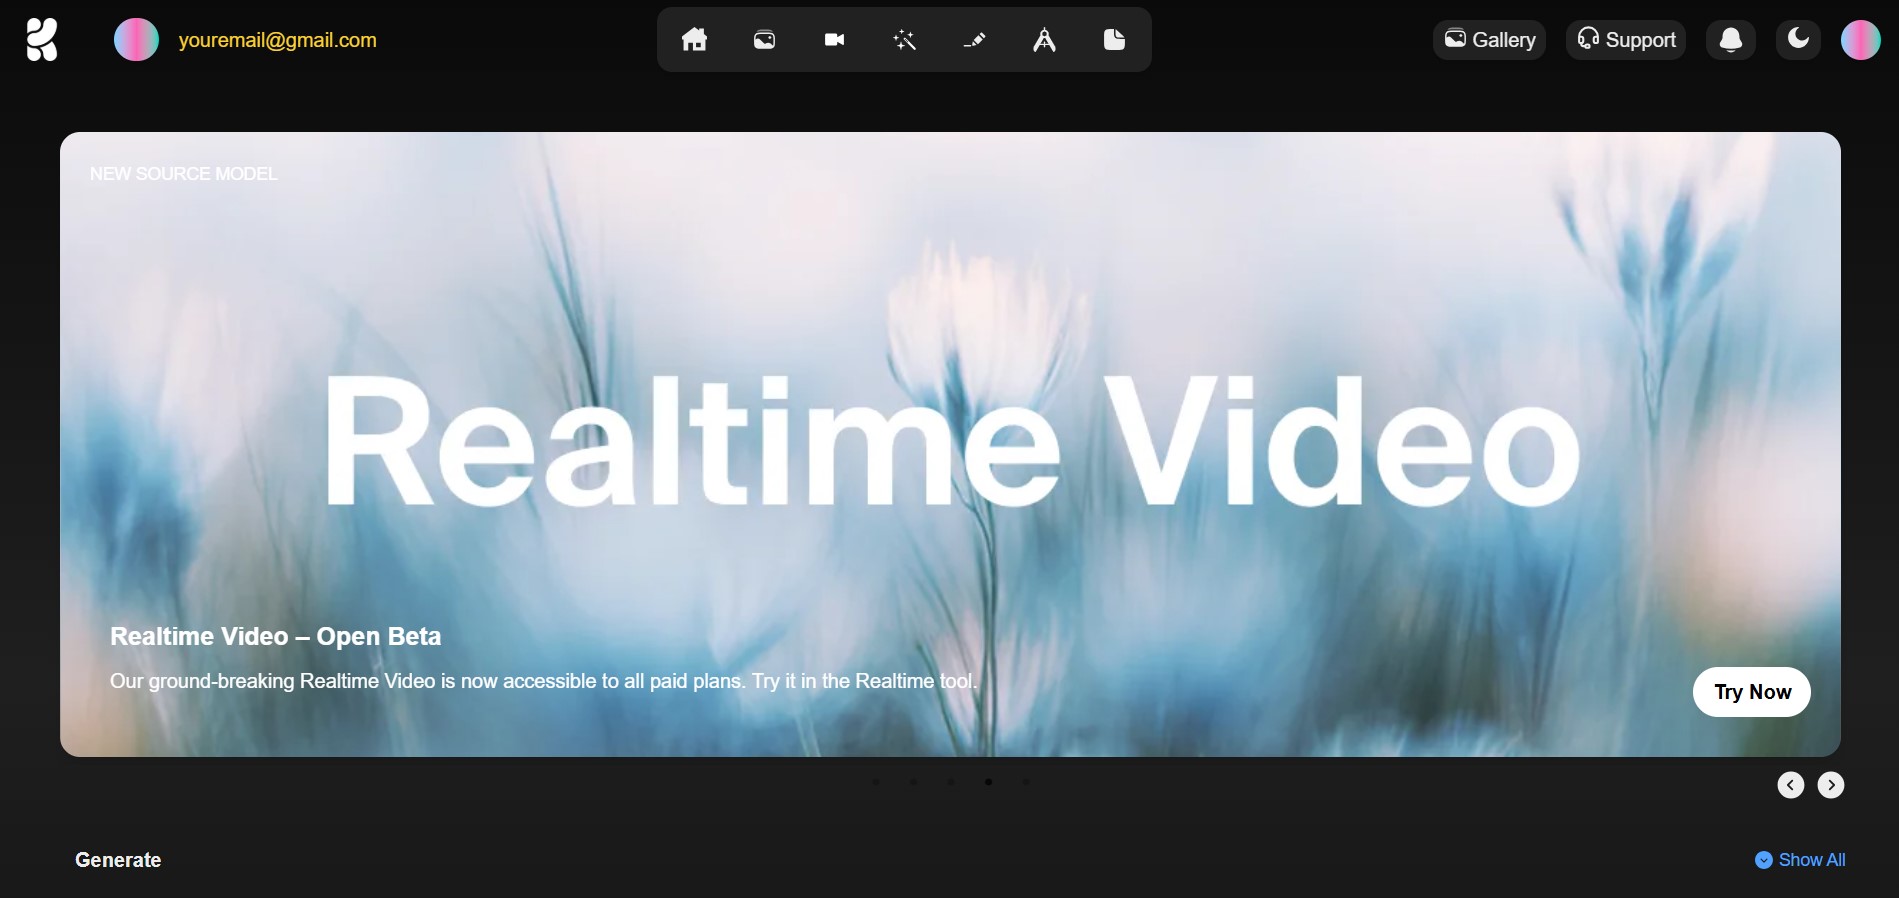 youremail@gmail.com
Gallery
Support
NEW SOURCE MODEL
Realtime Video
Realtime Video – Open Beta
Our ground-breaking Realtime Video is now accessible to all paid plans. Try it in the Realtime tool.
Try Now
Generate
Show All